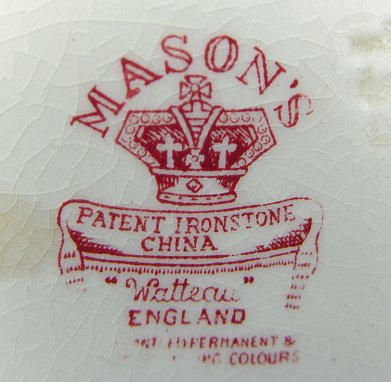 MASON'S
PATENT IRONSTONE
CHINA
"Watteau"
ENGLAND
PERMANENT &
COLOURS